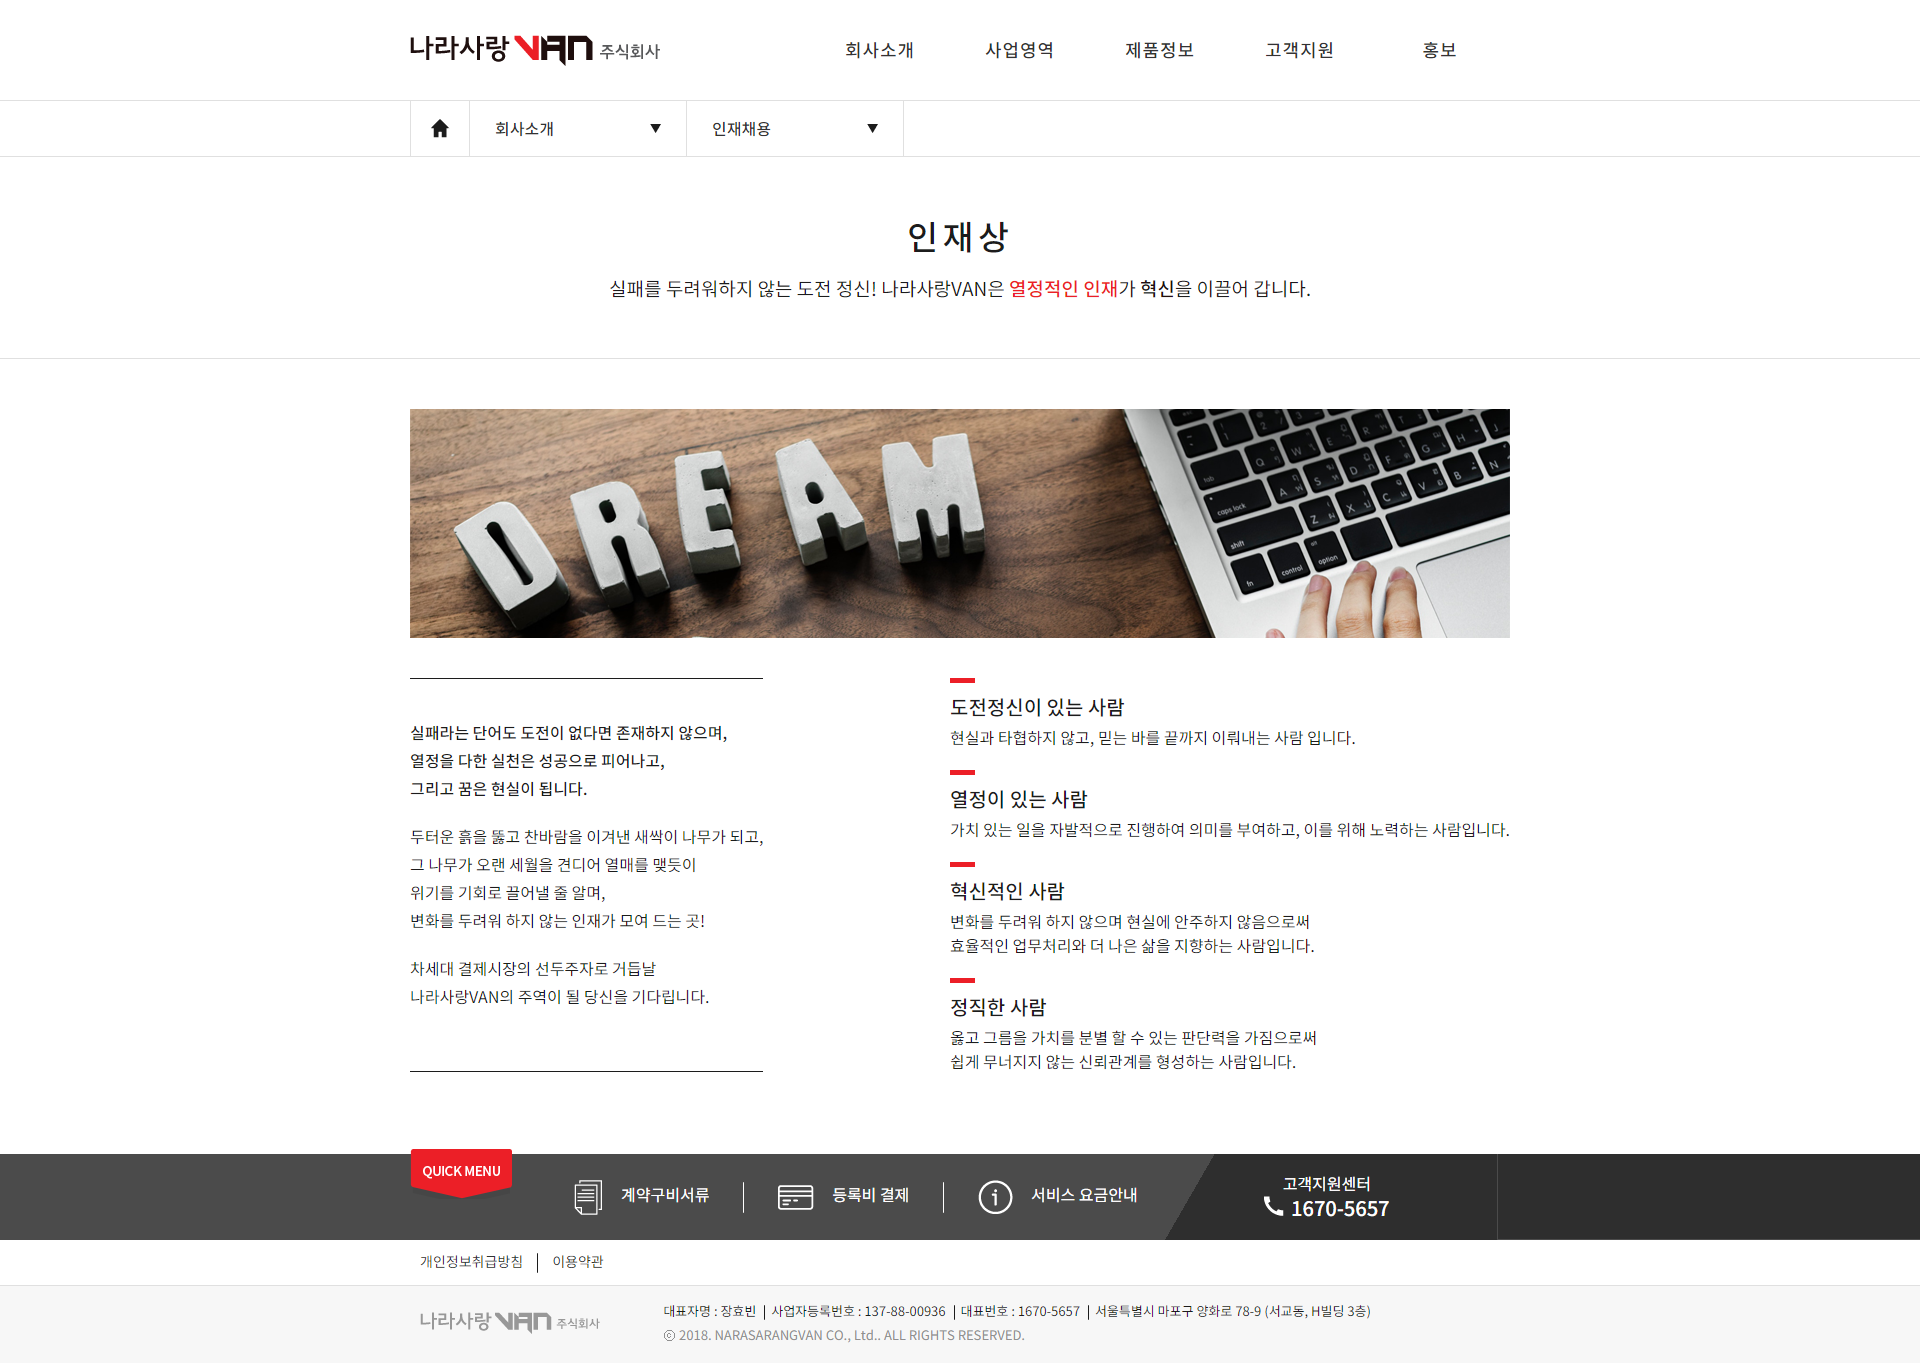 나라사랑 VAN 주식회사
회사소개 사업영역 제품정보 고객지원 홍보
회사소개 ▼ 인재채용 ▼
인재상
실패를 두려워하지 않는 도전 정신! 나라사랑VAN은 열정적인 인재가 혁신을 이끌어 갑니다.
DREAM
tab
caps lock
shift
fn control option
실패라는 단어도 도전이 없다면 존재하지 않으며,
열정을 다한 실천은 성공으로 피어나고,
그리고 꿈은 현실이 됩니다.
두터운 흙을 뚫고 찬바람을 이겨낸 새싹이 나무가 되고,
그 나무가 오랜 세월을 견디어 열매를 맺듯이
위기를 기회로 끌어낼 줄 알며,
변화를 두려워 하지 않는 인재가 모여 드는 곳!
차세대 결제시장의 선두주자로 거듭날
나라사랑VAN의 주역이 될 당신을 기다립니다.
도전정신이 있는 사람
현실과 타협하지 않고, 믿는 바를 끝까지 이뤄내는 사람 입니다.
열정이 있는 사람
가치 있는 일을 자발적으로 진행하여 의미를 부여하고, 이를 위해 노력하는 사람입니다.
혁신적인 사람
변화를 두려워 하지 않으며 현실에 안주하지 않음으로써
효율적인 업무처리와 더 나은 삶을 지향하는 사람입니다.
정직한 사람
옳고 그름을 가치를 분별 할 수 있는 판단력을 가짐으로써
쉽게 무너지지 않는 신뢰관계를 형성하는 사람입니다.
QUICK MENU
계약구비서류 등록비 결제 서비스 요금안내
고객지원센터
1670-5657
개인정보취급방침 | 이용약관
나라사랑 VAN 주식회사
대표자명 : 장효빈 | 사업자등록번호 : 137-88-00936 | 대표번호 : 1670-5657 | 서울특별시 마포구 양화로 78-9 (서교동, H빌딩 3층)
ⓒ 2018. NARASARANGVAN CO., Ltd.. ALL RIGHTS RESERVED.